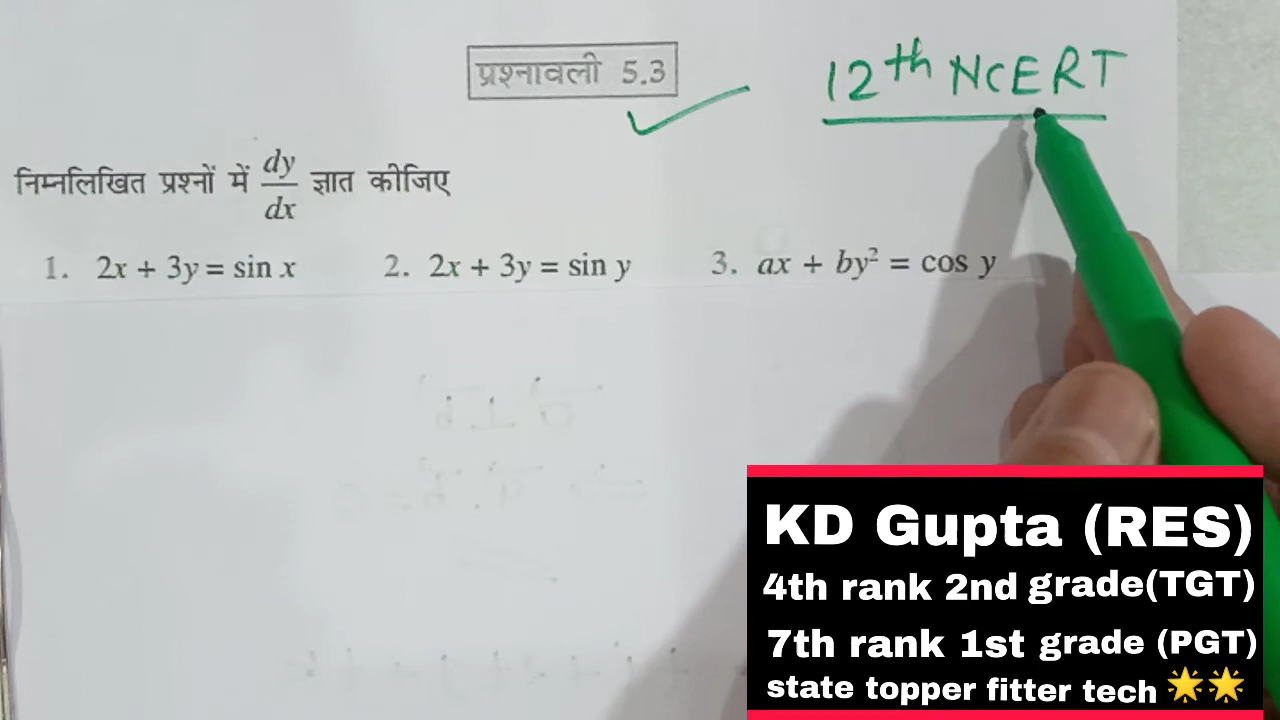 प्रश्नावली 5.3
12th NCERT
निम्नलिखित प्रश्नों में dy/dx ज्ञात कीजिए
1. 2x + 3y = sin x 2. 2x + 3y = sin y 3. ax + by² = cos y
KD Gupta (RES)
4th rank 2nd grade(TGT)
7th rank 1st grade (PGT)
state topper fitter tech 🌟🌟